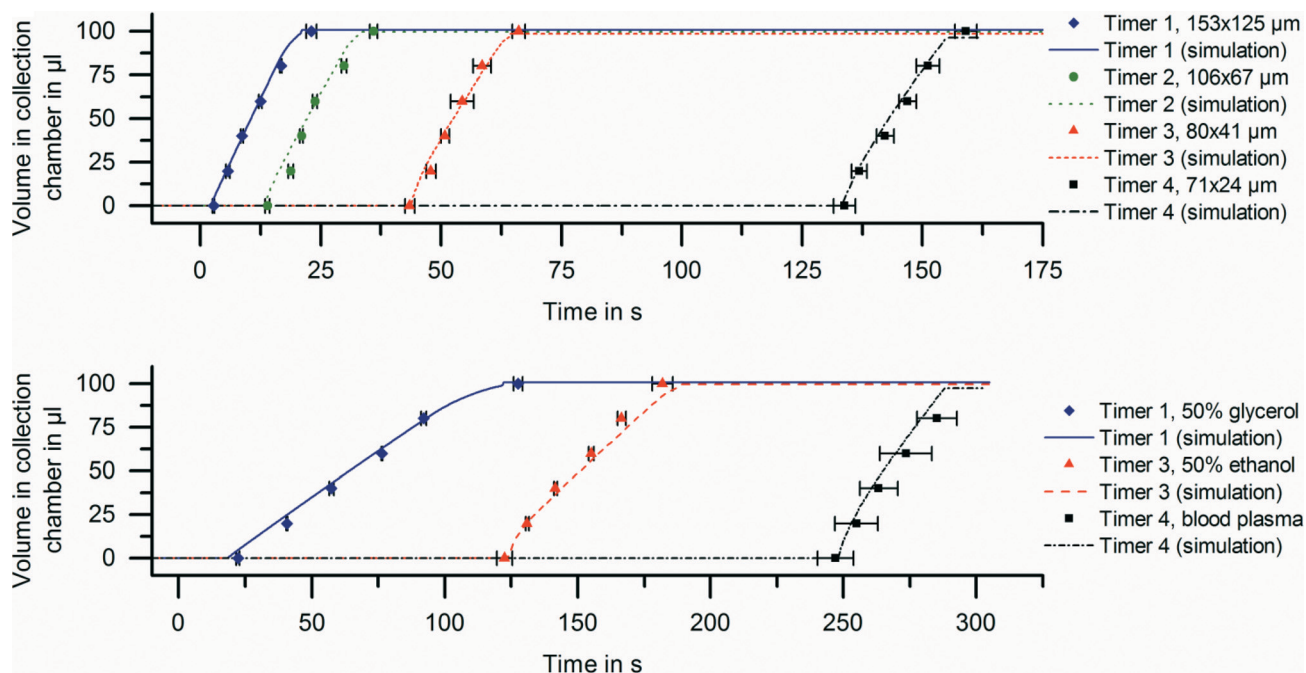 Volume in collection
chamber in µl
100
75
50
25
0
0
25
50
75
100
125
150
175
Time in s
Timer 1, 153x125 µm
Timer 1 (simulation)
Timer 2, 106x67 µm
Timer 2 (simulation)
Timer 3, 80x41 µm
Timer 3 (simulation)
Timer 4, 71x24 µm
Timer 4 (simulation)
Volume in collection
chamber in µl
100
75
50
25
0
0
50
100
150
200
250
300
Time in s
Timer 1, 50% glycerol
Timer 1 (simulation)
Timer 3, 50% ethanol
Timer 3 (simulation)
Timer 4, blood plasma
Timer 4 (simulation)